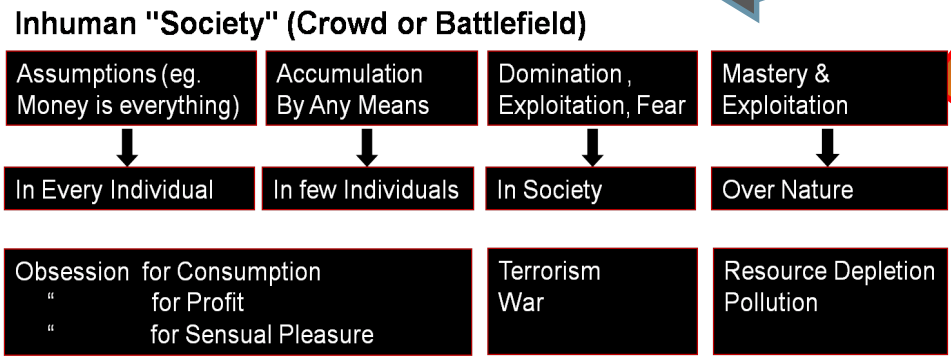 Inhuman "Society" (Crowd or Battlefield)
Assumptions (eg.
Money is everything)
Accumulation
By Any Means
Domination ,
Exploitation, Fear
Mastery &
Exploitation
In Every Individual
In few Individuals
In Society
Over Nature
Obsession for Consumption
“ for Profit
“ for Sensual Pleasure
Terrorism
War
Resource Depletion
Pollution